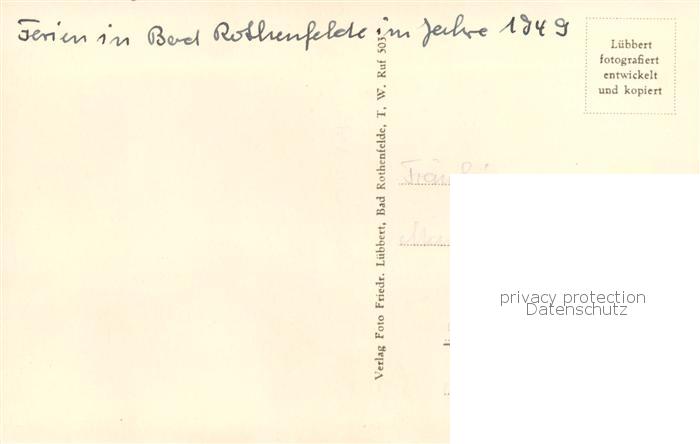 Ferien in Bad Rothenfelde im Jahre 1949
Lübbert
fotografiert
entwickelt
und kopiert
Verlag Foto Friedr. Lübbert, Bad Rothenfelde, T. W. Ruf 503
privacy protection
Datenschutz